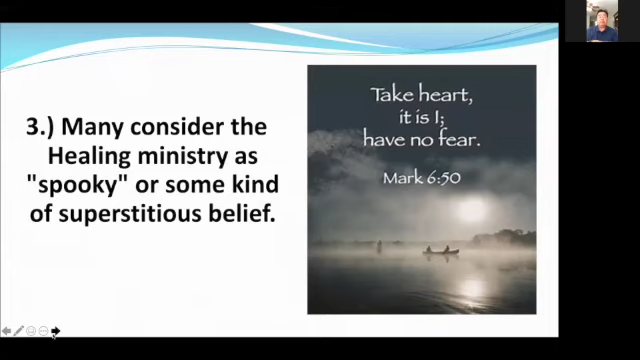 3.) Many consider the
Healing ministry as
"spooky" or some kind
of superstitious belief.
Take heart,
it is I;
have no fear.
Mark 6:50